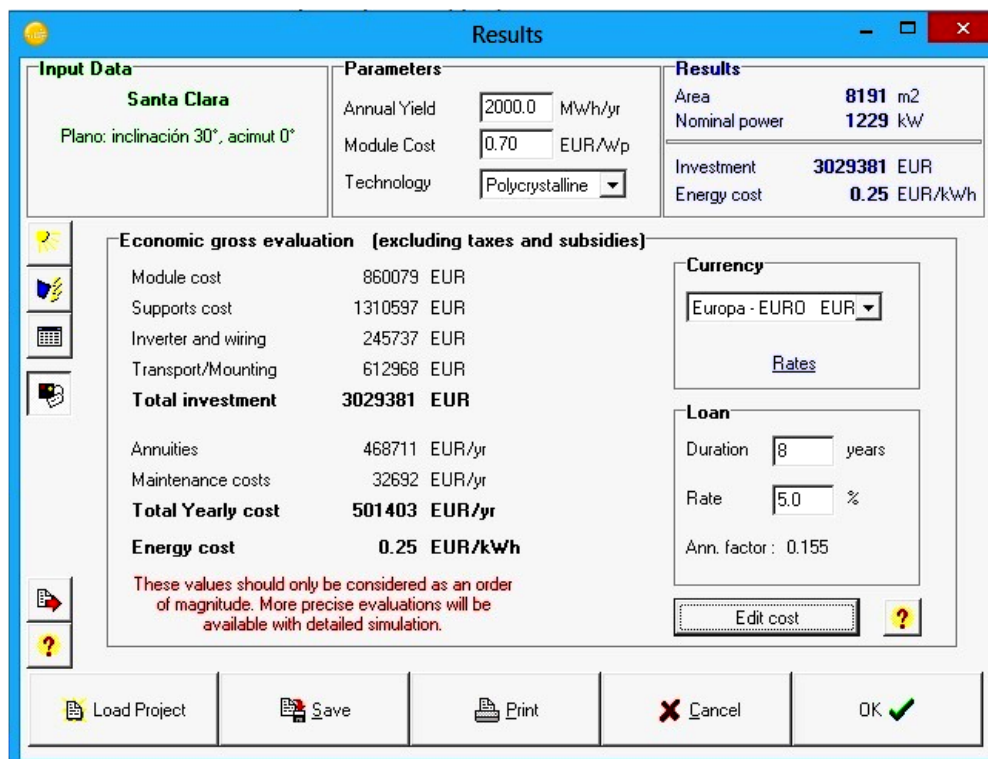 Results
Input Data
Santa Clara
Plano: inclinación 30°, acimut 0°
Parameters
Annual Yield 2000.0 MWh/yr
Module Cost 0.70 EUR/Wp
Technology Polycrystalline
Results
Area 8191 m2
Nominal power 1229 kW
Investment 3029381 EUR
Energy cost 0.25 EUR/kWh
Economic gross evaluation (excluding taxes and subsidies)
Module cost 860079 EUR
Supports cost 1310597 EUR
Inverter and wiring 245737 EUR
Transport/Mounting 612968 EUR
Total investment 3029381 EUR
Annuities 468711 EUR/yr
Maintenance costs 32692 EUR/yr
Total Yearly cost 501403 EUR/yr
Energy cost 0.25 EUR/kWh
These values should only be considered as an order
of magnitude. More precise evaluations will be
available with detailed simulation.
Currency
Europa - EURO EUR
Rates
Loan
Duration 8 years
Rate 5.0 %
Ann. factor : 0.155
Edit cost
?
?
Load Project
Save
Print
Cancel
OK